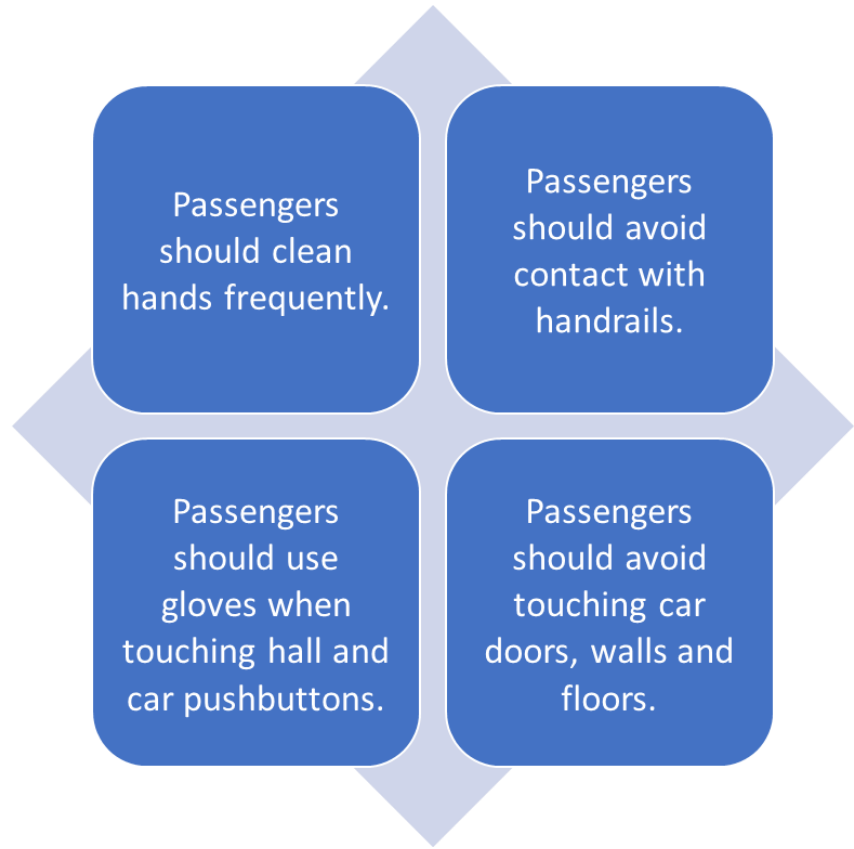 Passengers
should clean
hands frequently.
Passengers
should avoid
contact with
handrails.
Passengers
should use
gloves when
touching hall and
car pushbuttons.
Passengers
should avoid
touching car
doors, walls and
floors.